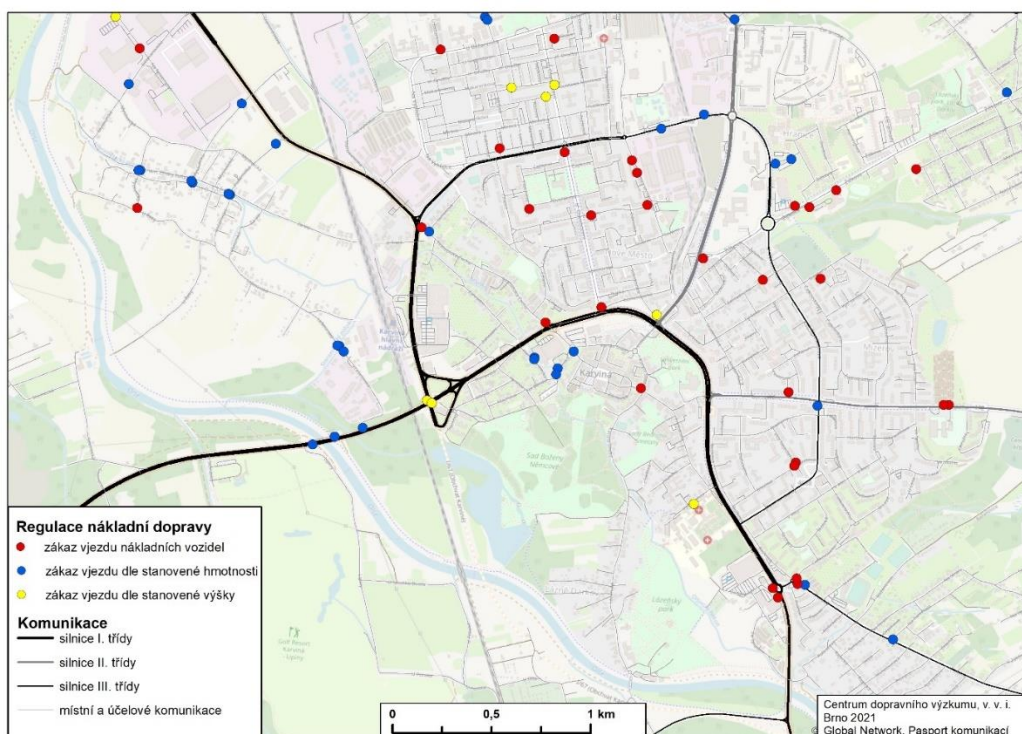 Karviná
Regulace nákladní dopravy
zákaz vjezdu nákladních vozidel
zákaz vjezdu dle stanovené hmotnosti
zákaz vjezdu dle stanovené výšky
Komunikace
silnice I. třídy
silnice II. třídy
silnice III. třídy
místní a účelové komunikace
0 0,5 1 km
Centrum dopravního výzkumu, v. v. i.
Brno 2021
Global Network, Pasport komunikací